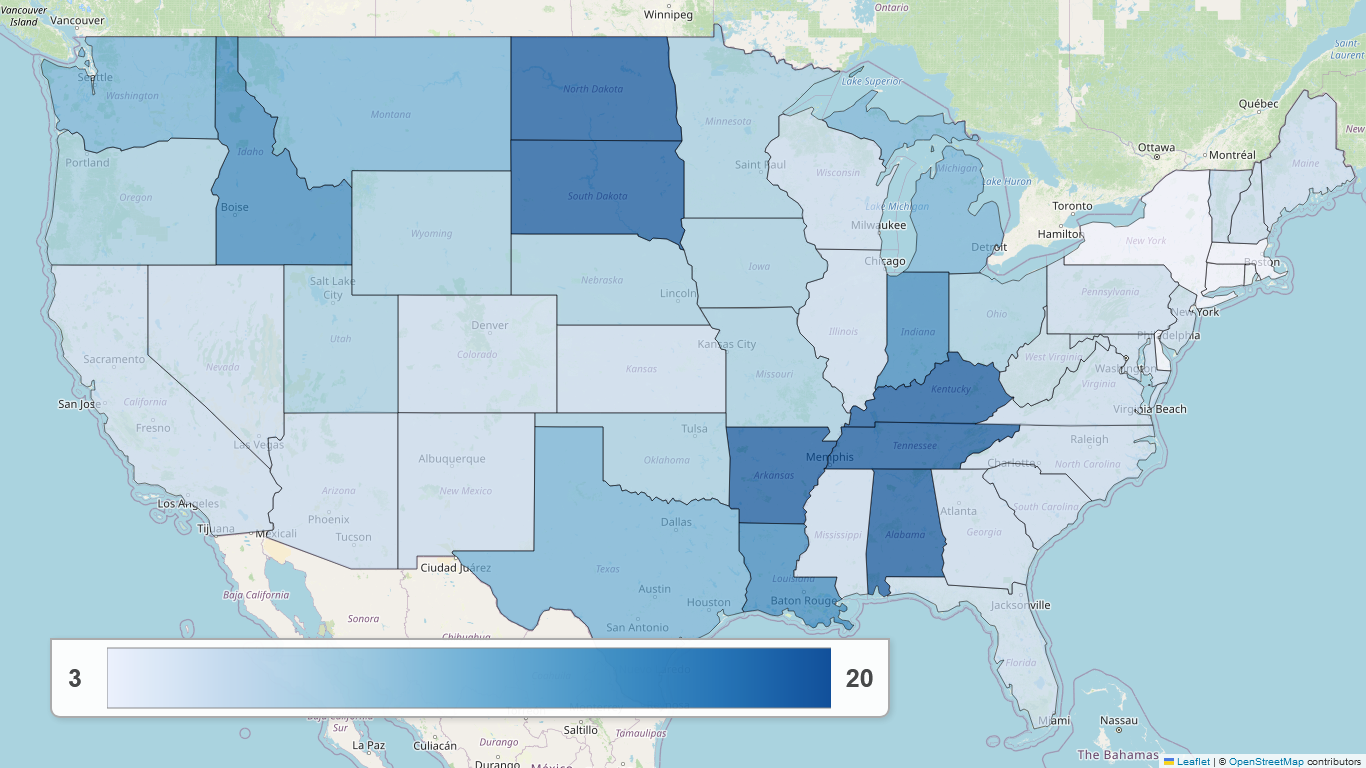 Vancouver
Island
Vancouver
Winnipeg
Ontario
Québec
Saint-
Laurent
Ottawa
Montréal
New
Maine
Toronto
Hamilton
Lake Superior
Lake Huron
Lake Michigan
Seattle
Washington
Montana
North Dakota
Minnesota
Saint Paul
Wisconsin
Michigan
Portland
Oregon
Idaho
Boise
South Dakota
Milwaukee
Detroit
New York
Boston
Wyoming
Iowa
Chicago
Salt Lake
City
Nebraska
Lincoln
Pennsylvania
Ohio
New York
Philadelphia
Denver
Utah
Colorado
Kansas City
Illinois
Indiana
Sacramento
Nevada
Kansas
Missouri
West Virginia
Washington
Virginia
Kentucky
San Jose
California
Fresno
Virginia Beach
Las Vegas
Albuquerque
Tulsa
Oklahoma
Memphis
Tennessee
Raleigh
Charlotte
North Carolina
Arizona
New Mexico
Arkansas
Los Angeles
Phoenix
Tucson
Dallas
Atlanta
South Carolina
Tijuana
Mexicali
Mississippi
Alabama
Georgia
Ciudad Juárez
Texas
Louisiana
Austin
Baton Rouge
Houston
Jacksonville
Baja California
Sonora
San Antonio
Chihuahua
Florida
3
20
Baja California
Sur
Saltillo
Tamaulipas
Miami
Nassau
La Paz
Culiacán
Durango
The Bahamas
Durango
México
Leaflet | © OpenStreetMap contributors